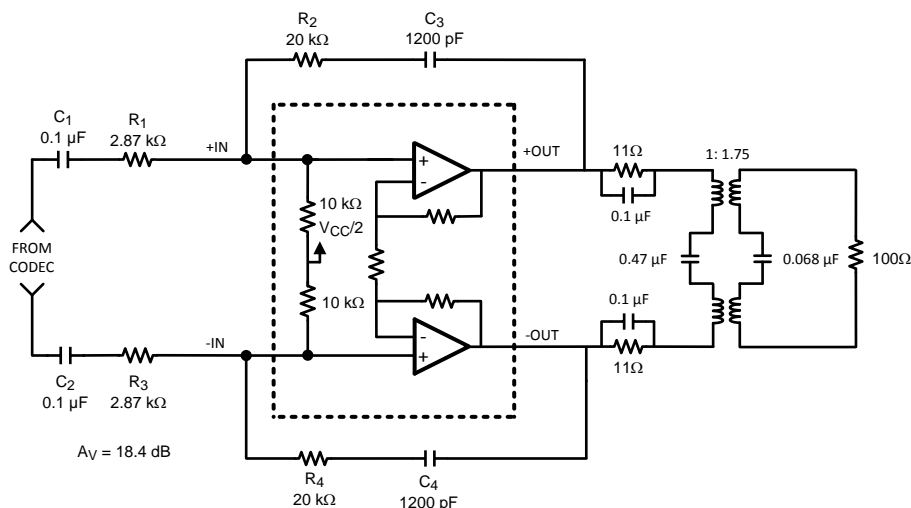 R2
20 kΩ
C3
1200 pF
C1
0.1 µF
R1
2.87 kΩ
+IN
+OUT
11Ω
1: 1.75
0.1 µF
+
-
10 kΩ
VCC/2
FROM
CODEC
0.47 µF
0.068 µF
100Ω
10 kΩ
0.1 µF
-IN
-
+
-OUT
11Ω
C2
0.1 µF
R3
2.87 kΩ
AV = 18.4 dB
R4
20 kΩ
C4
1200 pF